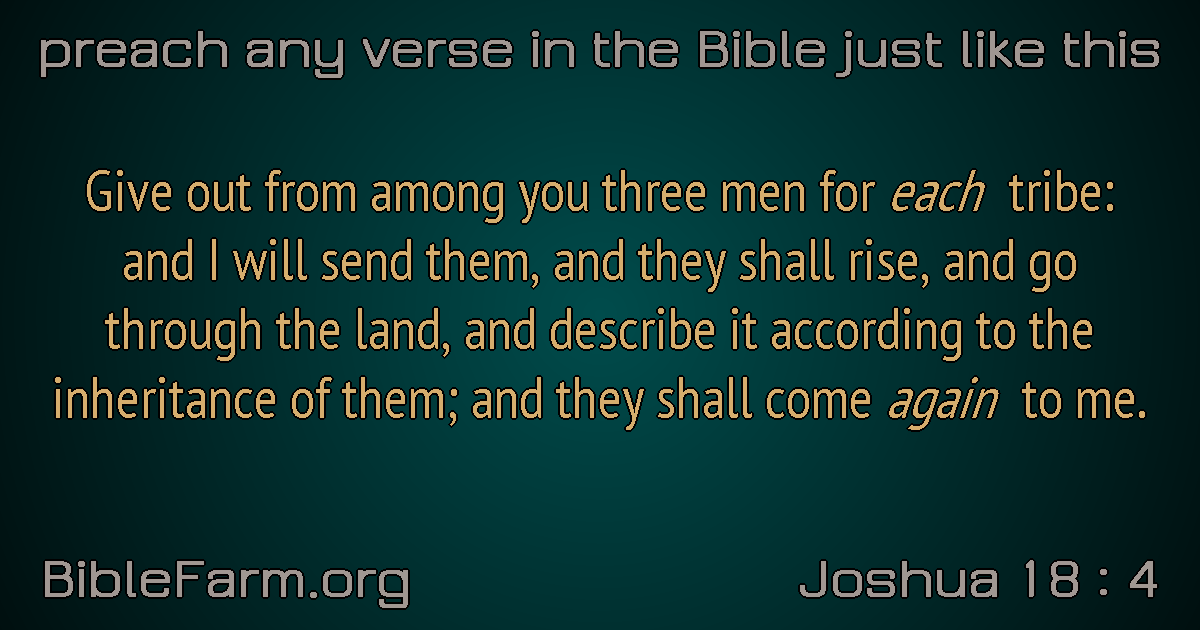 preach any verse in the Bible just like this
Give out from among you three men for each tribe:
and I will send them, and they shall rise, and go
through the land, and describe it according to the
inheritance of them; and they shall come again to me.
BibleFarm.org
Joshua 18 : 4